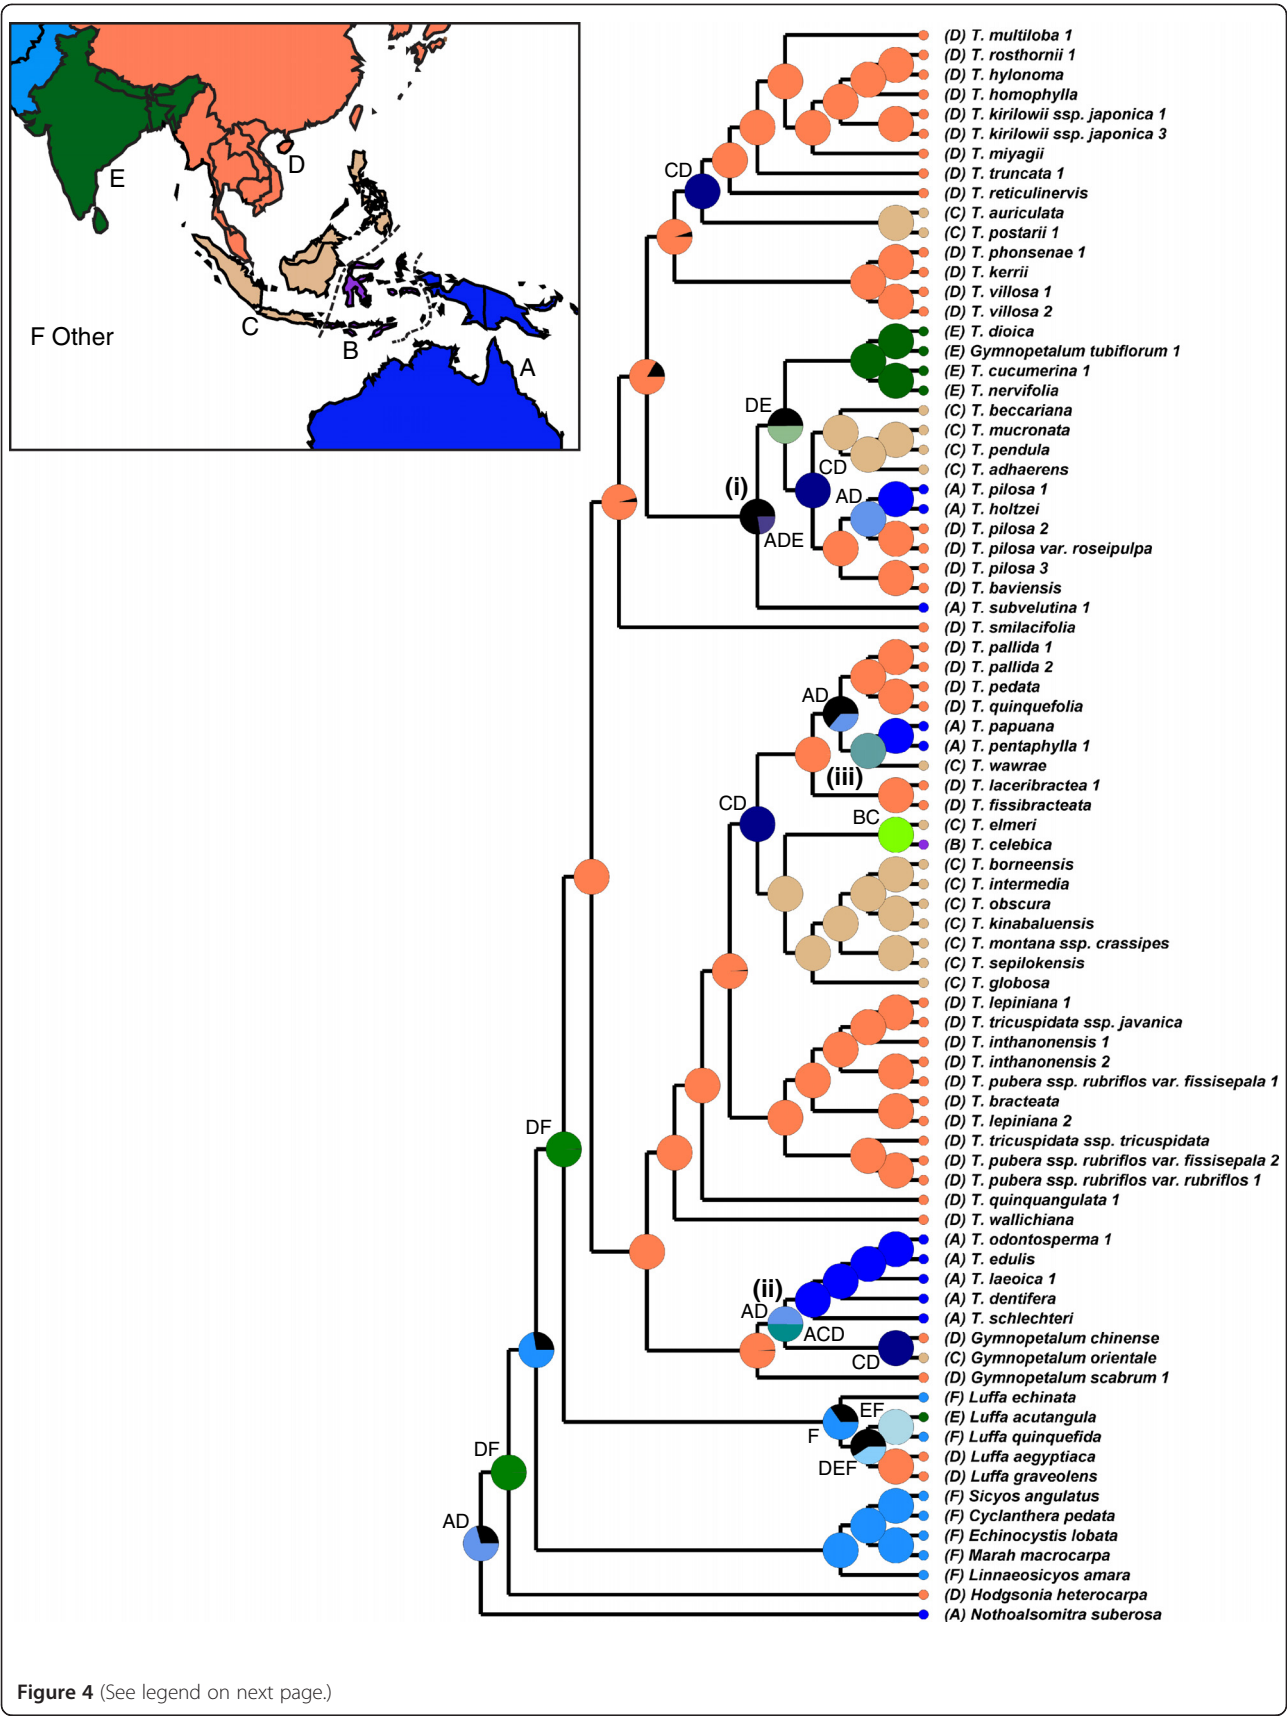 E
D
C
B
A
F Other
(D) T. multiloba 1
(D) T. rosthornii 1
(D) T. hylonoma
(D) T. homophylla
(D) T. kirilowii ssp. japonica 1
(D) T. kirilowii ssp. japonica 3
(D) T. miyagii
CD
(D) T. truncata 1
(D) T. reticulinervis
(C) T. auriculata
(C) T. postarii 1
(D) T. phonsenae 1
(D) T. kerrii
(D) T. villosa 1
(D) T. villosa 2
(E) T. dioica
(E) Gymnopetalum tubiflorum 1
(E) T. cucumerina 1
(E) T. nervifolia
DE
(C) T. beccariana
(C) T. mucronata
(C) T. pendula
CD
(C) T. adhaerens
(i)
AD
(A) T. pilosa 1
(A) T. holtzei
(D) T. pilosa 2
ADE
(D) T. pilosa var. roseipulpa
(D) T. pilosa 3
(D) T. baviensis
(A) T. subvelutina 1
(D) T. smilacifolia
(D) T. pallida 1
(D) T. pallida 2
(D) T. pedata
AD
(D) T. quinquefolia
(A) T. papuana
(A) T. pentaphylla 1
(C) T. wawrae
(iii)
(D) T. laceribractea 1
CD
(D) T. fissibracteata
BC
(C) T. elmeri
(B) T. celebica
(C) T. borneensis
(C) T. intermedia
(C) T. obscura
(C) T. kinabaluensis
(C) T. montana ssp. crassipes
(C) T. sepilokensis
(C) T. globosa
(D) T. lepiniana 1
(D) T. tricuspidata ssp. javanica
(D) T. inthanonensis 1
(D) T. inthanonensis 2
(D) T. pubera ssp. rubriflos var. fissisepala 1
(D) T. bracteata
(D) T. lepiniana 2
DF
(D) T. tricuspidata ssp. tricuspidata
(D) T. pubera ssp. rubriflos var. fissisepala 2
(D) T. pubera ssp. rubriflos var. rubriflos 1
(D) T. quinquangulata 1
(D) T. wallichiana
(A) T. odontosperma 1
(A) T. edulis
(A) T. laeoica 1
(ii)
(A) T. dentifera
AD
(A) T. schlechteri
ACD
(D) Gymnopetalum chinense
CD
(C) Gymnopetalum orientale
(D) Gymnopetalum scabrum 1
(F) Luffa echinata
EF
(E) Luffa acutangula
F
(F) Luffa quinquefida
DF
(D) Luffa aegyptiaca
DEF
(D) Luffa graveolens
(F) Sicyos angulatus
(F) Cyclanthera pedata
AD
(F) Echinocystis lobata
(F) Marah macrocarpa
(F) Linnaeosicyos amara
(D) Hodgsonia heterocarpa
(A) Nothoalsomitra suberosa
Figure 4 (See legend on next page.)